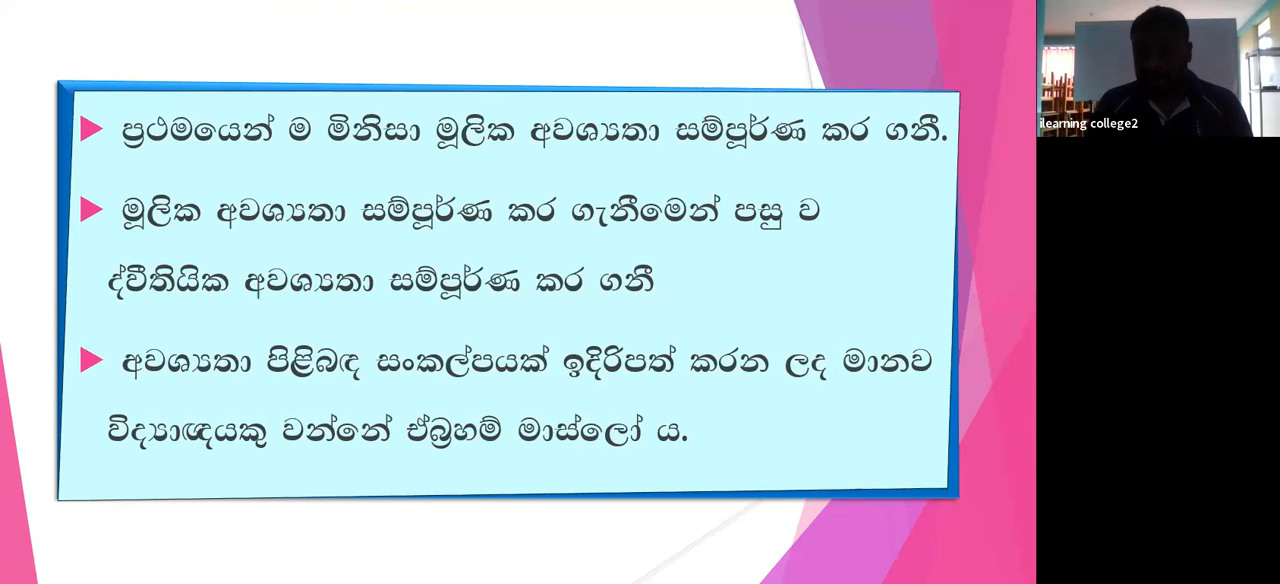 ප්‍රථමයෙන් ම මිනිසා මූලික අවශ්‍යතා සම්පූර්ණ කර ගනී.
මූලික අවශ්‍යතා සම්පූර්ණ කර ගැනීමෙන් පසු ව
ද්වීතියික අවශ්‍යතා සම්පූර්ණ කර ගනී
අවශ්‍යතා පිළිබඳ සංකල්පයක් ඉදිරිපත් කරන ලද මානව
විද්‍යාඥයකු වන්නේ ඒබ්‍රහම් මාස්ලෝ ය.
ilearning college2